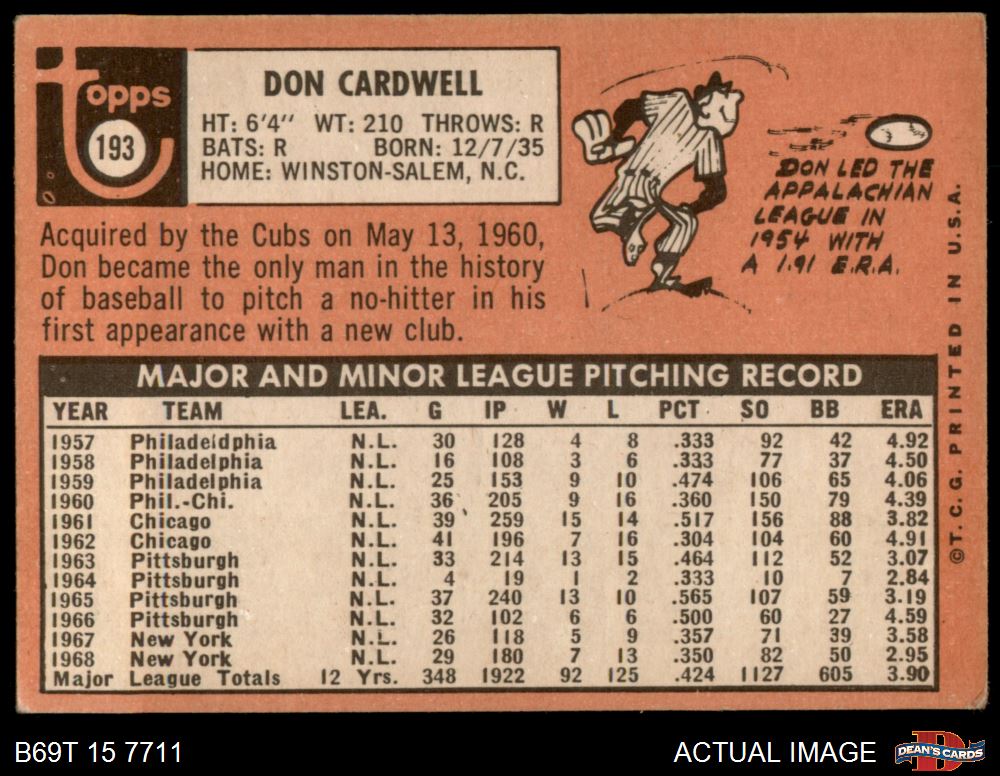 Topps
193
DON CARDWELL
HT: 6'4" WT: 210 THROWS: R
BATS: R BORN: 12/7/35
HOME: WINSTON-SALEM, N.C.
Acquired by the Cubs on May 13, 1960,
Don became the only man in the history
of baseball to pitch a no-hitter in his
first appearance with a new club.
DON LED THE
APPALACHIAN
LEAGUE IN
1954 WITH
A 1.91 E.R.A.
MAJOR AND MINOR LEAGUE PITCHING RECORD
YEAR TEAM LEA. G IP W L PCT SO BB ERA
1957 Philadeldphia N.L. 30 128 4 8 .333 92 42 4.92
1958 Philadelphia N.L. 16 108 3 6 .333 77 37 4.50
1959 Philadelphia N.L. 25 153 9 10 .474 106 65 4.06
1960 Phil.-Chi. N.L. 36 205 9 16 .360 150 79 4.39
1961 Chicago N.L. 39 259 15 14 .517 156 88 3.82
1962 Chicago N.L. 41 196 7 16 .304 104 60 4.91
1963 Pittsburgh N.L. 33 214 13 15 .464 112 52 3.07
1964 Pittsburgh N.L. 4 19 1 2 .333 10 7 2.84
1965 Pittsburgh N.L. 37 240 13 10 .565 107 59 3.19
1966 Pittsburgh N.L. 32 102 6 6 .500 60 27 4.59
1967 New York N.L. 26 118 5 9 .357 71 39 3.58
1968 New York N.L. 29 180 7 13 .350 82 50 2.95
Major League Totals 12 Yrs. 348 1922 92 125 .424 1127 605 3.90
©T.C.G. PRINTED IN U.S.A.
B69T 15 7711
ACTUAL IMAGE
D
DEAN'S CARDS